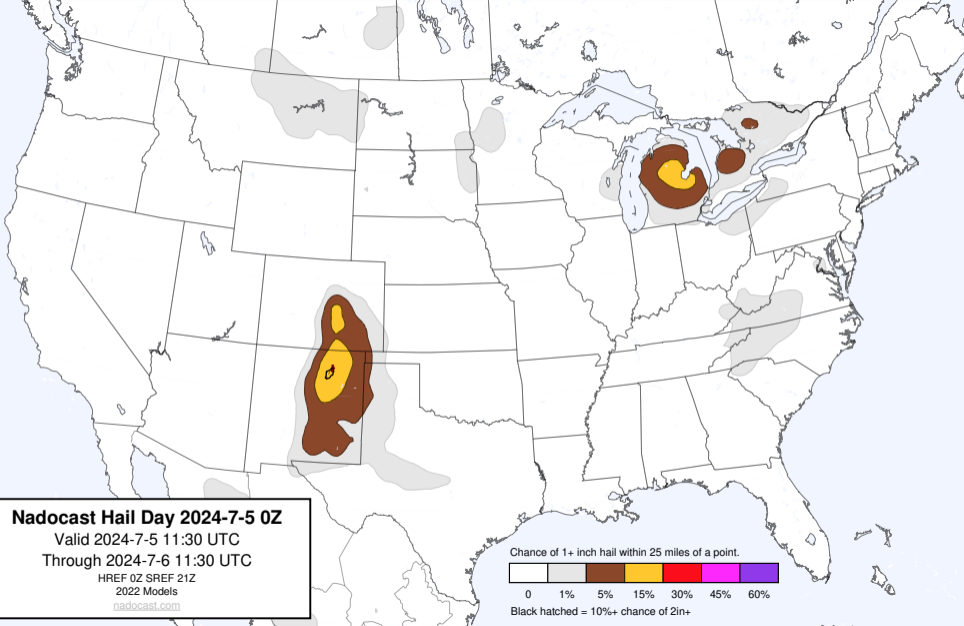 Nadocast Hail Day 2024-7-5 0Z
Valid 2024-7-5 11:30 UTC
Through 2024-7-6 11:30 UTC
HREF 0Z SREF 21Z
2022 Models
nadocast.com
Chance of 1+ inch hail within 25 miles of a point.
0 1% 5% 15% 30% 45% 60%
Black hatched = 10%+ chance of 2in+